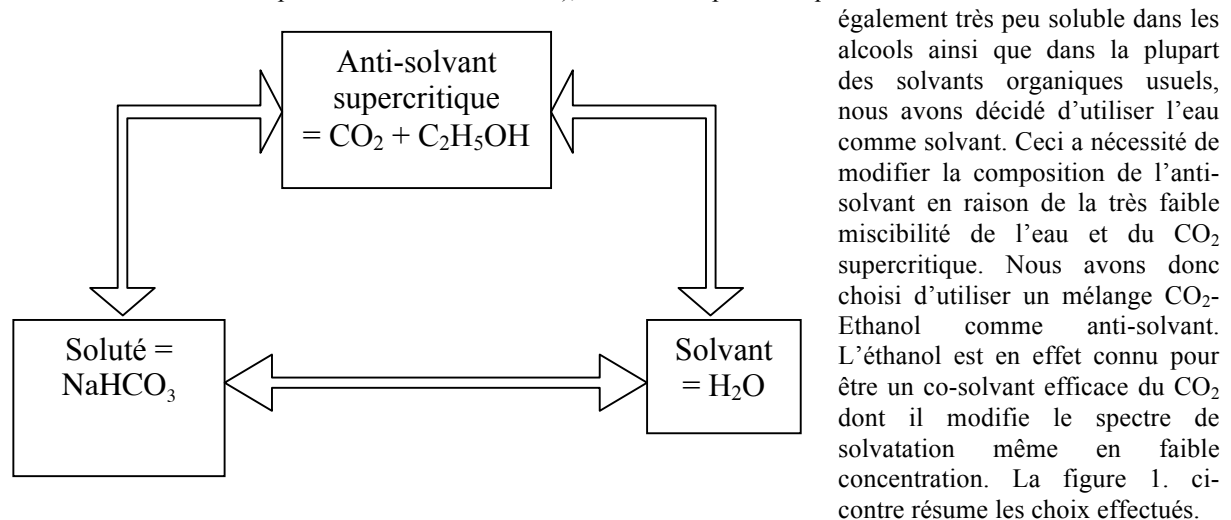 Anti-solvant
supercritique
= CO₂ + C₂H₅OH
Soluté =
NaHCO₃
Solvant
= H₂O
également très peu soluble dans les
alcools ainsi que dans la plupart
des solvants organiques usuels,
nous avons décidé d’utiliser l’eau
comme solvant. Ceci a nécessité de
modifier la composition de l’anti-
solvant en raison de la très faible
miscibilité de l’eau et du CO₂
supercritique. Nous avons donc
choisi d’utiliser un mélange CO₂-
Ethanol comme anti-solvant.
L’éthanol est en effet connu pour
être un co-solvant efficace du CO₂
dont il modifie le spectre de
solvatation même en faible
concentration. La figure 1. ci-
contre résume les choix effectués.